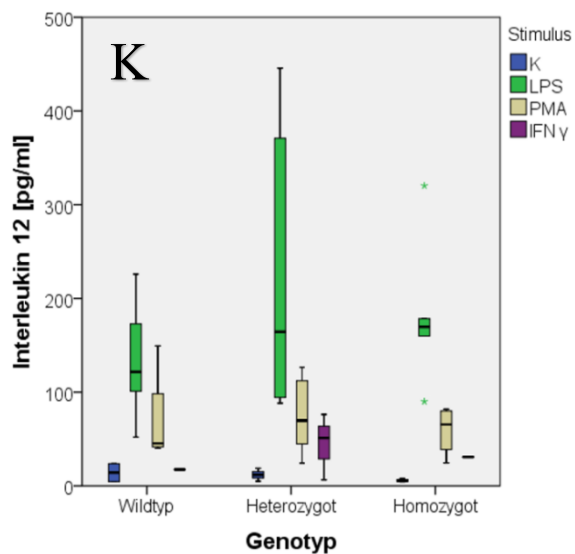 K
Stimulus
K
LPS
PMA
IFN γ
Interleukin 12 [pg/ml]
500
400
300
200
100
0
Wildtyp Heterozygot Homozygot
Genotyp